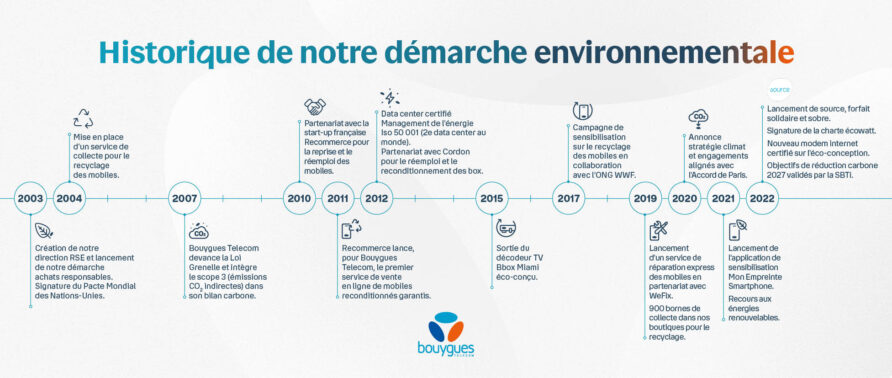 Historique de notre démarche environnementale
2003
Création de notre
direction RSE et lancement
de notre démarche
achats responsables.
Signature du Pacte Mondial
des Nations-Unies.
2004
Mise en place
d'un service de
collecte pour le
recyclage
des mobiles.
2007
CO₂
Bouygues Telecom
devance la Loi
Grenelle et Intègre
le scope 3 (émissions
CO₂ indirectes) dans
son bilan carbone.
2010
Partenariat avec la
start-up française
Recommerce pour
la reprise et le
réemploi des
mobiles.
2011
Recommerce lance,
pour Bouygues
Telecom, le premier
service de vente
en ligne de mobiles
reconditionnés garantis.
2012
Data center certifié
Management de l'énergie
Iso 50 001 (2e data center au
monde).
Partenariat avec Cordon
pour le réemploi et le
reconditionnement des box.
2015
Sortie du
décodeur TV
Bbox Miami
éco-conçu.
2017
Campagne de
sensibilisation
sur le recyclage
des mobiles en
collaboration
avec l'ONG WWF.
2019
Lancement
d'un service de
réparation express
des mobiles en
partenariat avec
WeFix.
900 bornes de
collecte dans nos
boutiques pour le
recyclage.
2020
CO₂
Annonce
stratégie climat
et engagements
alignés avec
l'Accord de Paris.
2021
Lancement de
l'application de
sensibilisation
Mon Empreinte
Smartphone.
Recours aux
énergies
renouvelables.
2022
source
Lancement de source, forfait
solidaire et sobre.
Signature de la charte écowatt.
Nouveau modem internet
certifié sur l'éco-conception.
Objectifs de réduction carbone
2027 validés par la SBTi.
bouygues
TELECOM